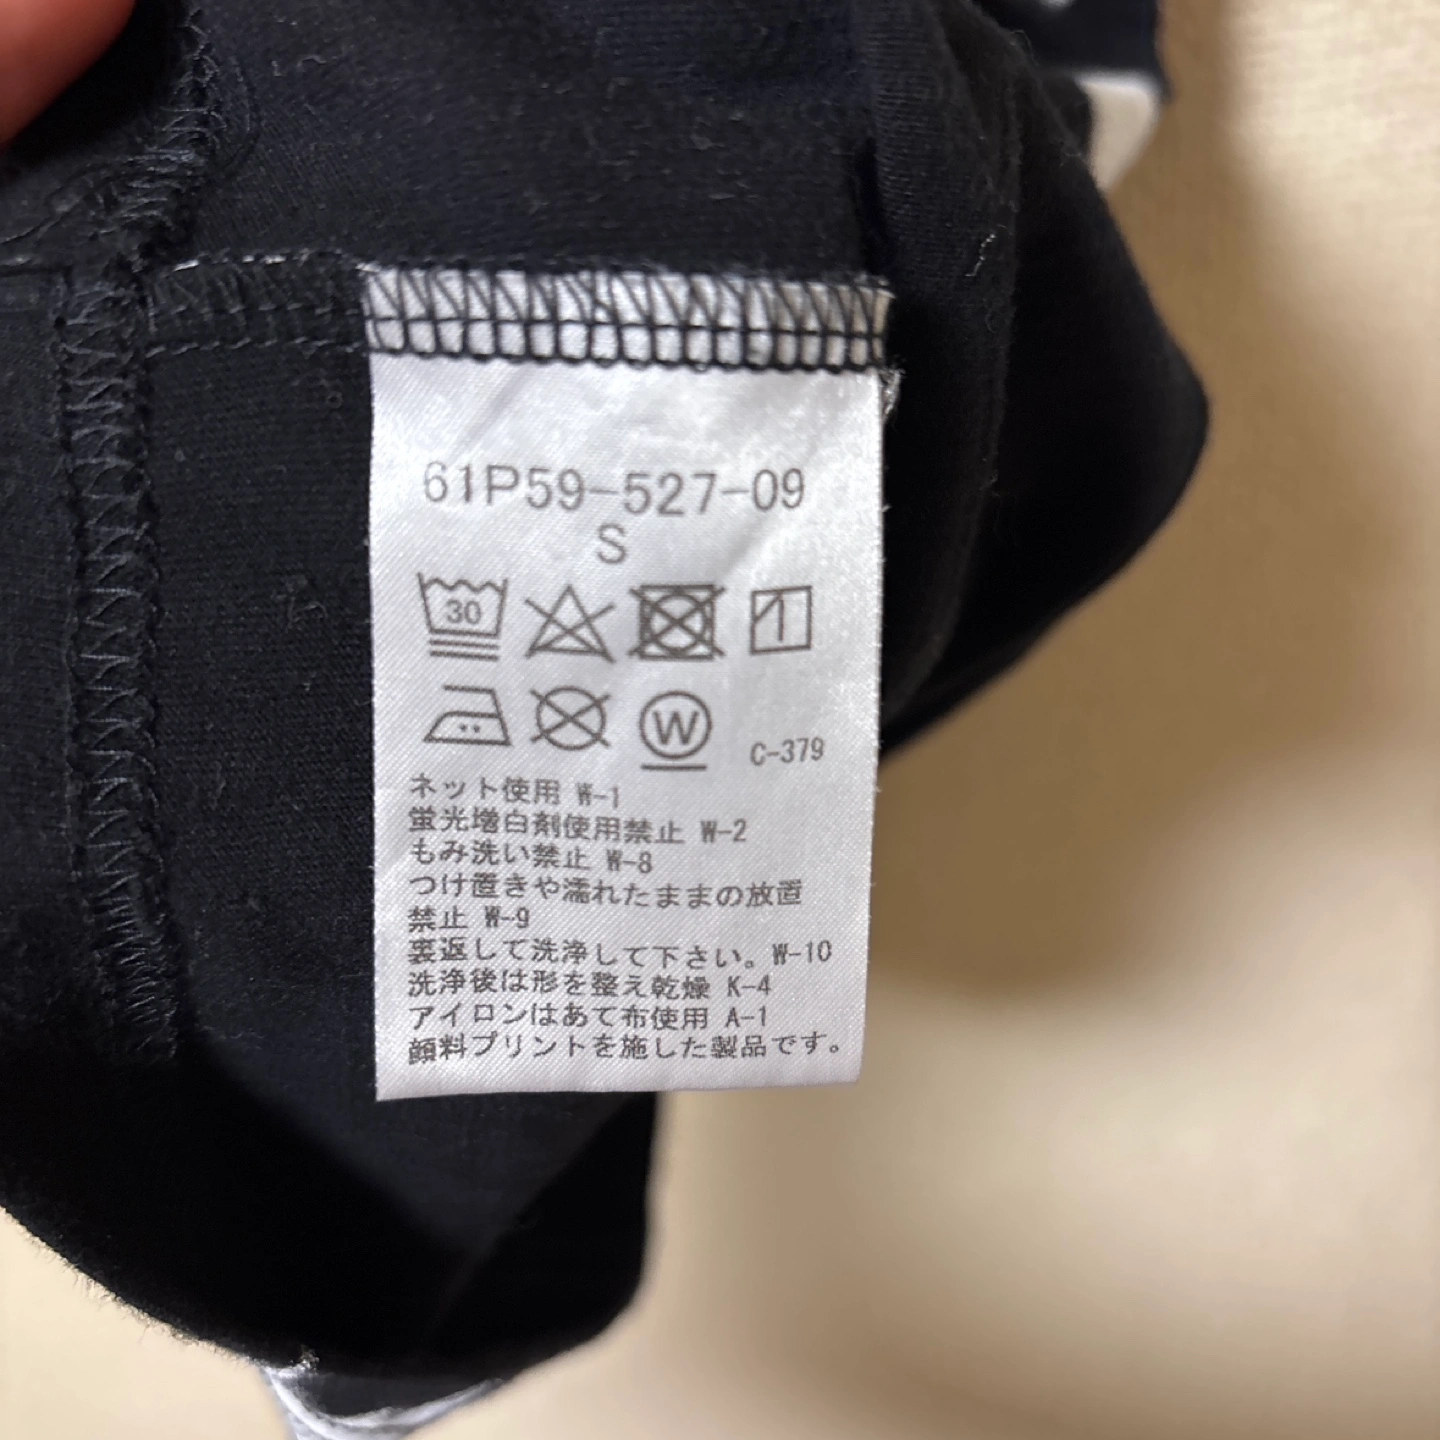 61P59-527-09
S
30
W
C-379
ネット使用 W-1
蛍光増白剤使用禁止 W-2
もみ洗い禁止 W-8
つけ置きや濡れたままの放置
禁止 W-9
裏返して洗浄して下さい。W-10
洗浄後は形を整え乾燥 K-4
アイロンはあて布使用 A-1
顔料プリントを施した製品です。